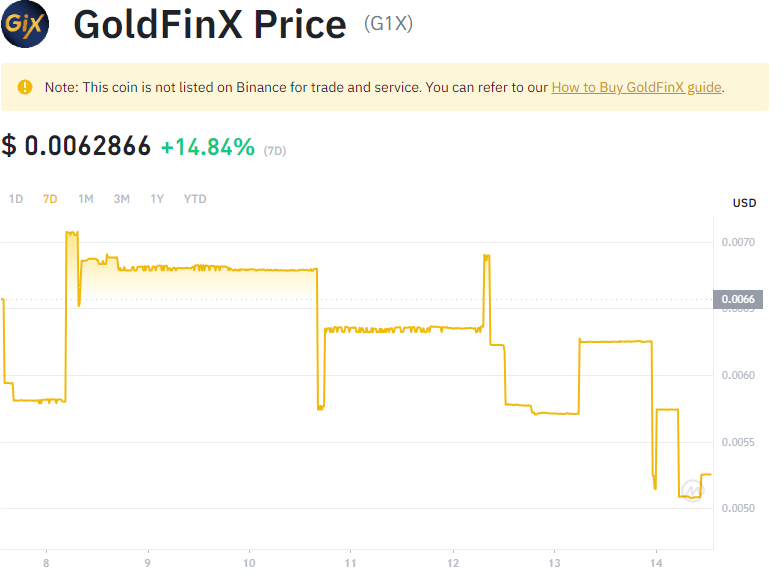 GiX
GoldFinX Price (G1X)
Note: This coin is not listed on Binance for trade and service. You can refer to our How to Buy GoldFinX guide.
$ 0.0062866 +14.84% (7D)
1D 7D 1M 3M 1Y YTD
USD
0.0070
0.0066
0.0065
0.0060
0.0055
0.0050
8 9 10 11 12 13 14